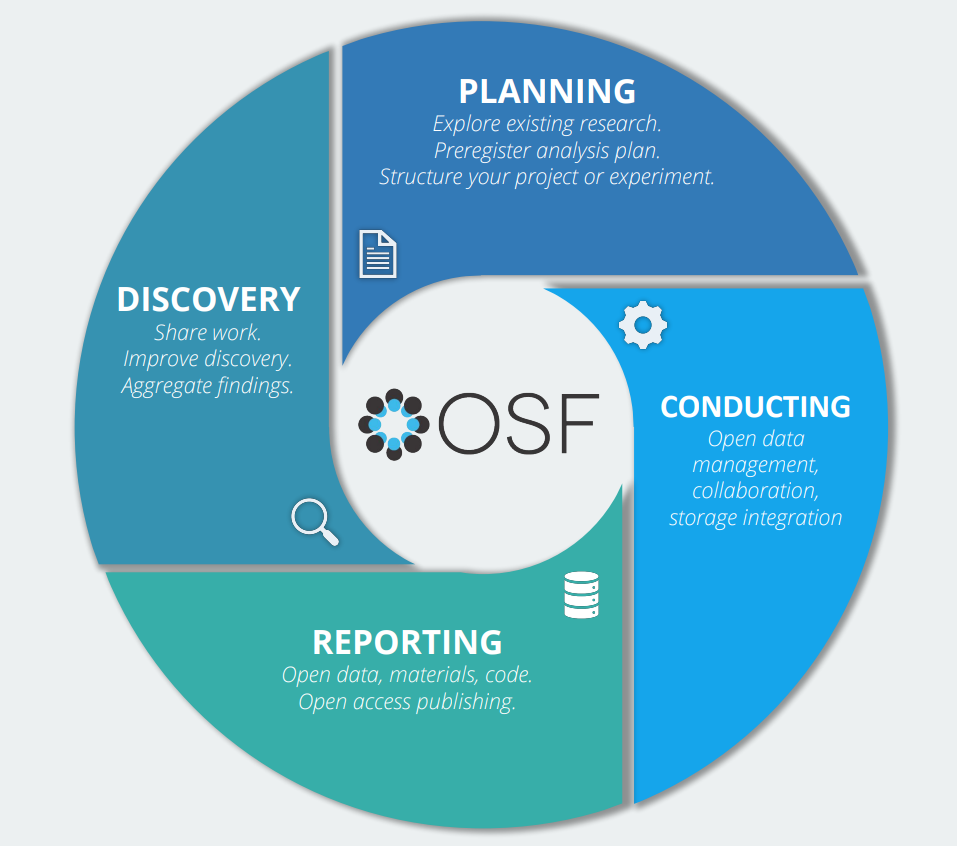 PLANNING
Explore existing research.
Preregister analysis plan.
Structure your project or experiment.
CONDUCTING
Open data
management,
collaboration,
storage integration
REPORTING
Open data, materials, code.
Open access publishing.
DISCOVERY
Share work.
Improve discovery.
Aggregate findings.
OSF